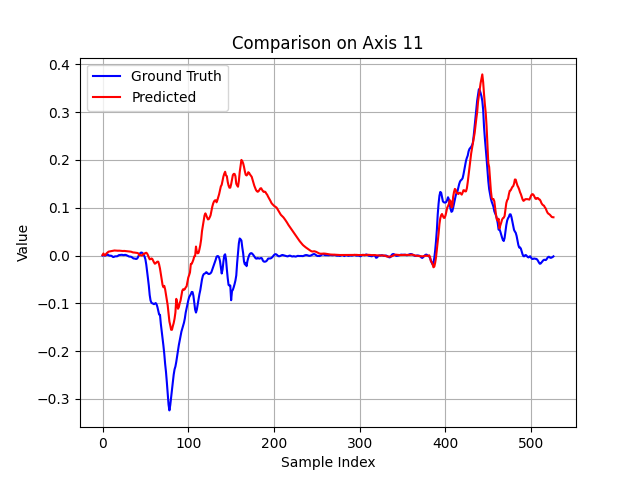 Comparison on Axis 11
Ground Truth
Predicted
Value
0.4
0.3
0.2
0.1
0.0
−0.1
−0.2
−0.3
0 100 200 300 400 500
Sample Index